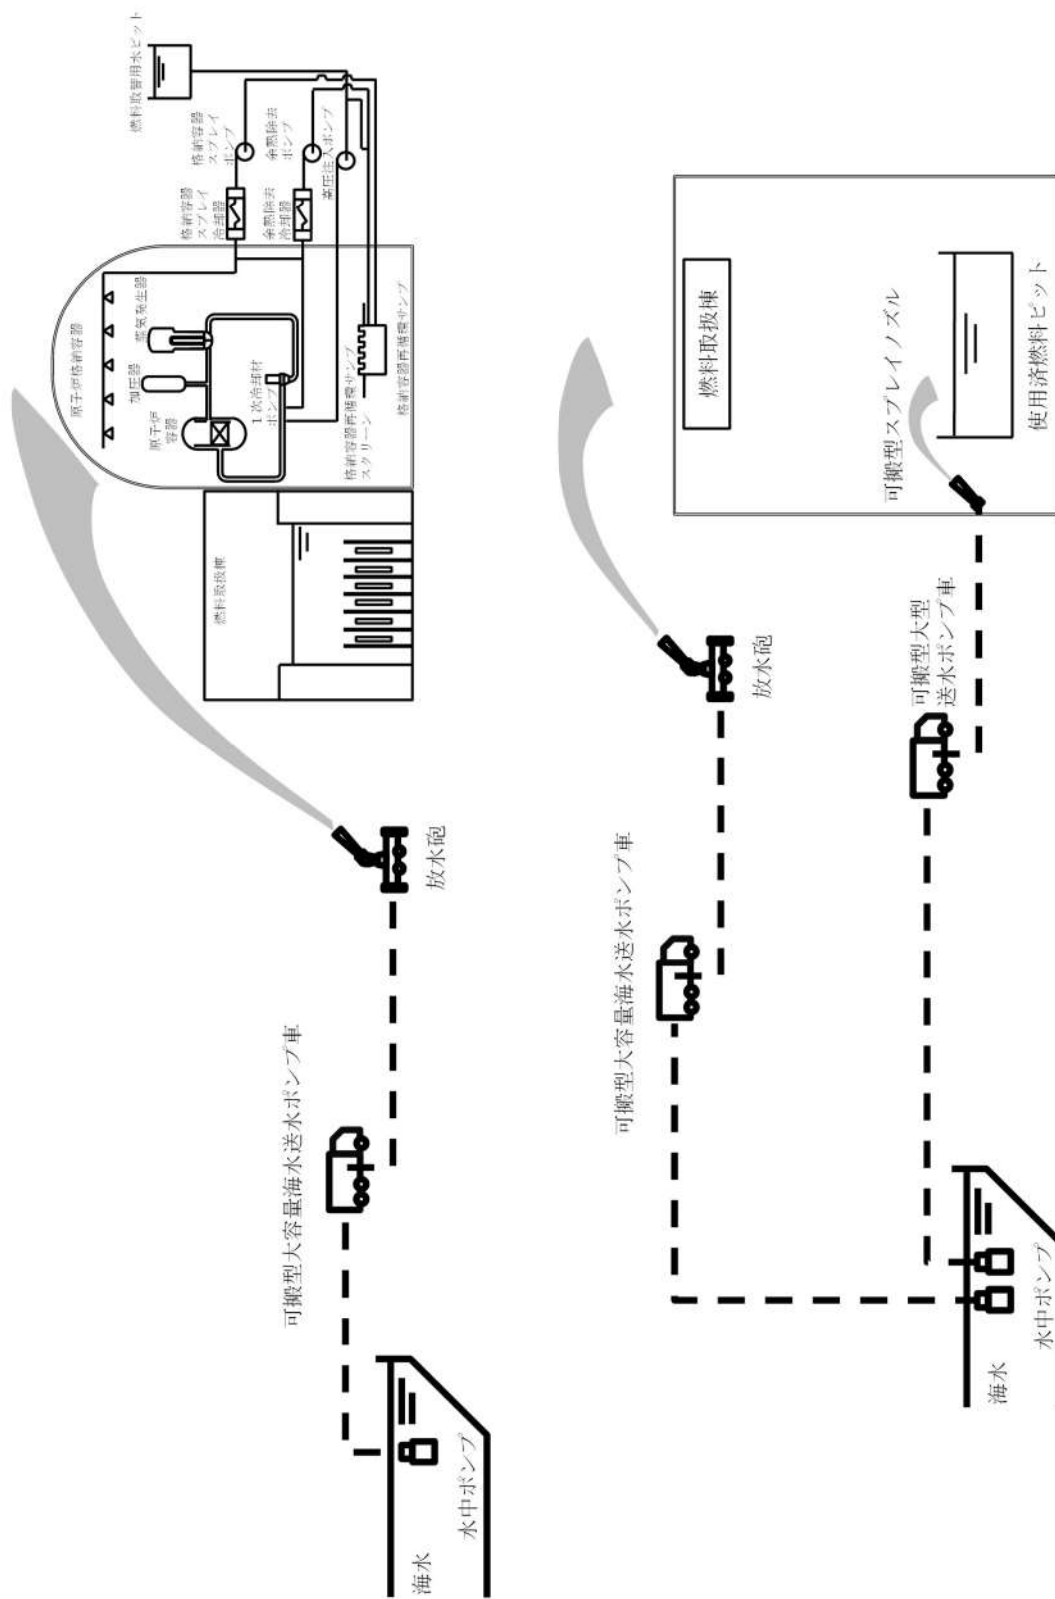 燃料取替用水ピット
格納容器
スプレイ
ポンプ
余熱除去
ポンプ
高圧注入ポンプ
格納容器
スプレイ
冷却器
余熱除去
冷却器
原子炉格納容器
蒸気発生器
加圧器
原子炉
容器
1次冷却材
ポンプ
格納容器再循環サンプ
スクリーン
格納容器再循環サンプ
燃料取扱棟
放水砲
可搬型大容量海水送水ポンプ車
水中ポンプ
海水
燃料取扱棟
可搬型スプレイノズル
使用済燃料ピット
放水砲
可搬型大型
送水ポンプ車
可搬型大容量海水送水ポンプ車
水中ポンプ
海水